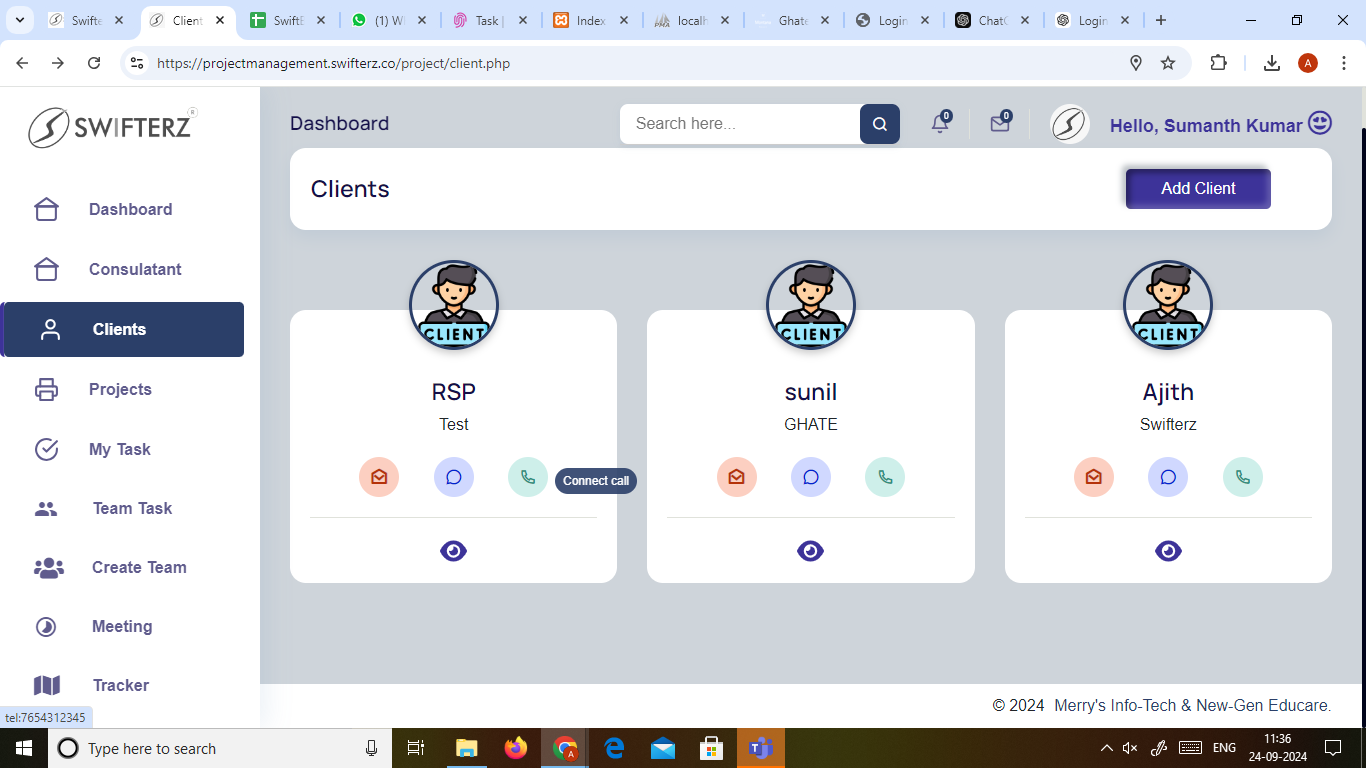 Swifte
Client
SwiftE
(1) W
Task |
Index
localh
Ghate
Login
ChatG
Login
https://projectmanagement.swifterz.co/project/client.php
A
SWIFTERZ®
Dashboard
Search here...
0
0
Hello, Sumanth Kumar
Clients
Add Client
Dashboard
Consulatant
Clients
Projects
My Task
Team Task
Create Team
Meeting
Tracker
CLIENT
RSP
Test
Connect call
CLIENT
sunil
GHATE
CLIENT
Ajith
Swifterz
© 2024 Merry's Info-Tech & New-Gen Educare.
tel:7654312345
Type here to search
A
ENG
11:36
24-09-2024